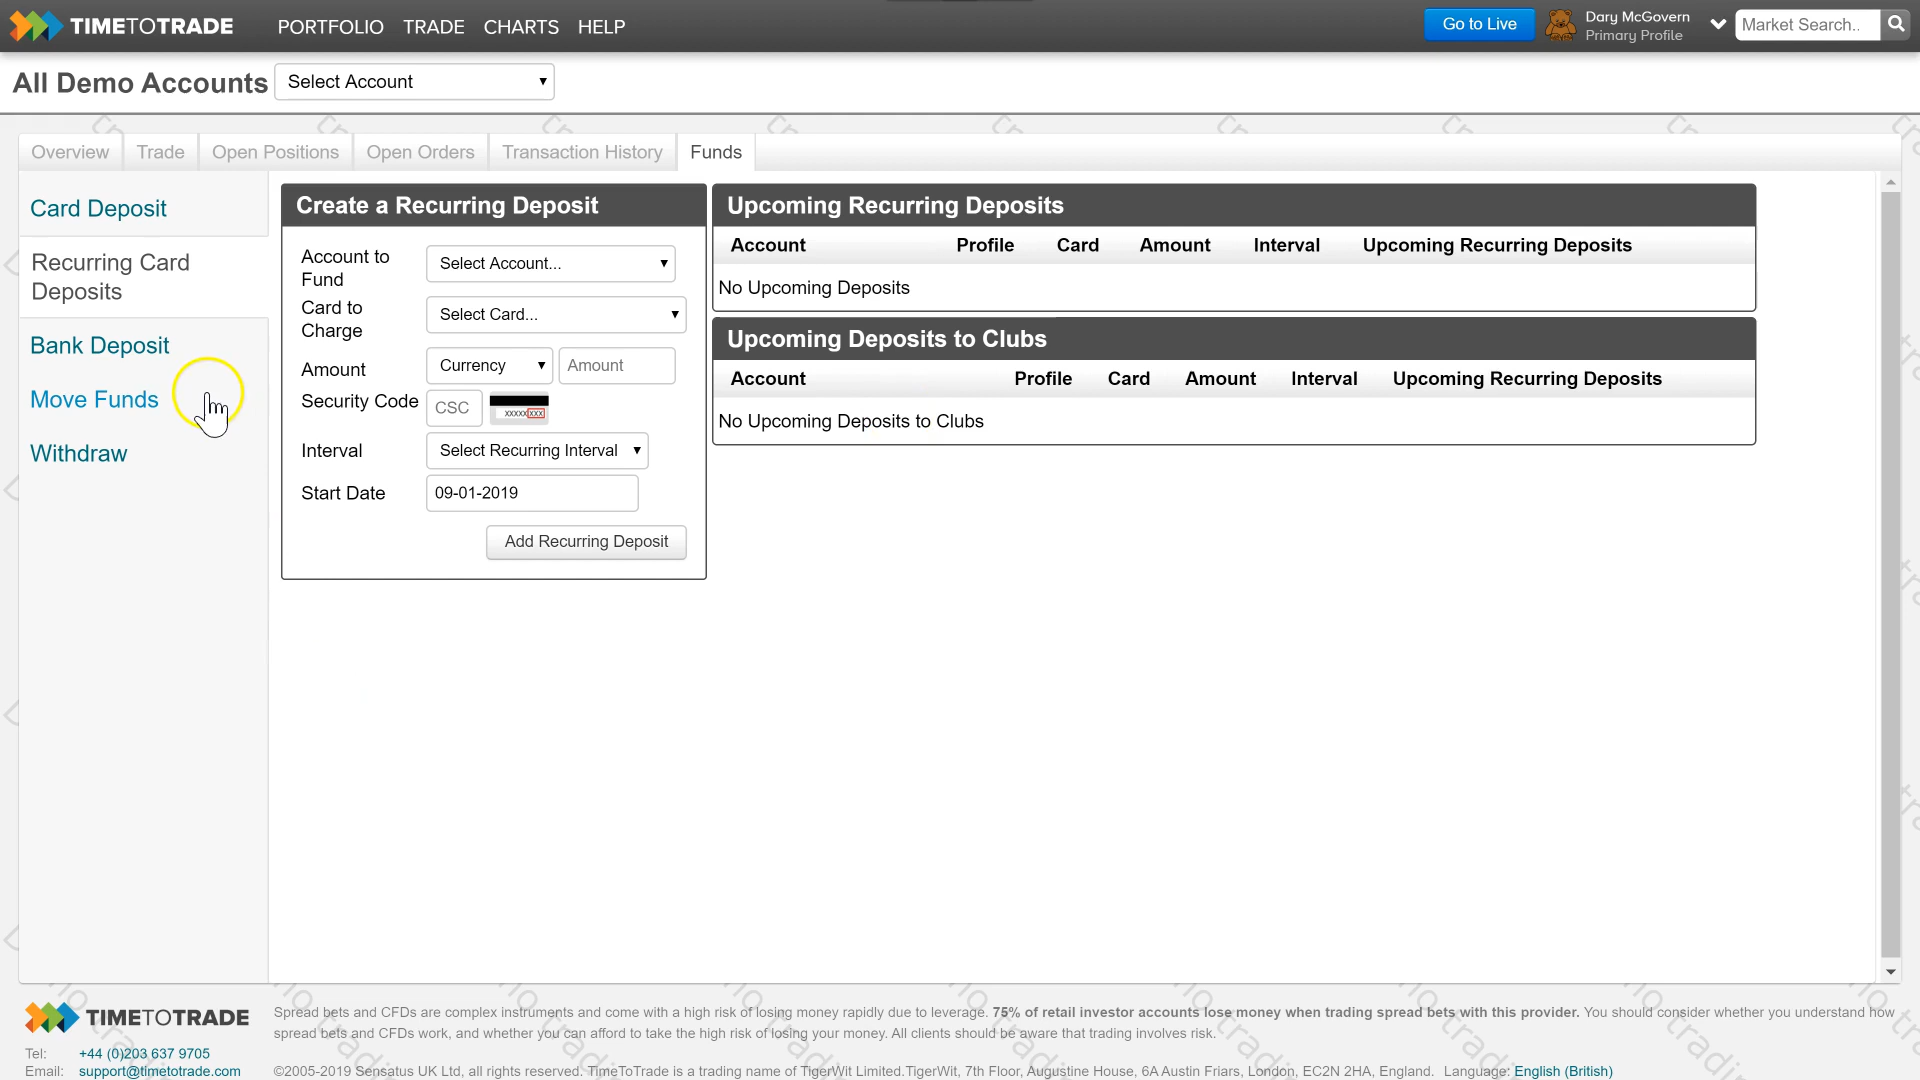 TIMETOTRADE
PORTFOLIO TRADE CHARTS HELP
Go to Live
Dary McGovern
Primary Profile
Market Search..
All Demo Accounts
Select Account
Overview
Trade
Open Positions
Open Orders
Transaction History
Funds
Card Deposit
Recurring Card
Deposits
Bank Deposit
Move Funds
Withdraw
Create a Recurring Deposit
Account to
Fund
Select Account...
Card to
Charge
Select Card...
Amount
Currency
Amount
Security Code
CSC
xxxxxxxx
Interval
Select Recurring Interval
Start Date
09-01-2019
Add Recurring Deposit
Upcoming Recurring Deposits
Account Profile Card Amount Interval Upcoming Recurring Deposits
No Upcoming Deposits
Upcoming Deposits to Clubs
Account Profile Card Amount Interval Upcoming Recurring Deposits
No Upcoming Deposits to Clubs
TIMETOTRADE
Tel: +44 (0)203 637 9705
Email: support@timetotrade.com
Spread bets and CFDs are complex instruments and come with a high risk of losing money rapidly due to leverage. 75% of retail investor accounts lose money when trading spread bets with this provider. You should consider whether you understand how
spread bets and CFDs work, and whether you can afford to take the high risk of losing your money. All clients should be aware that trading involves risk.
©2005-2019 Sensatus UK Ltd, all rights reserved. TimeToTrade is a trading name of TigerWit Limited.TigerWit, 7th Floor, Augustine House, 6A Austin Friars, London, EC2N 2HA, England. Language: English (British)